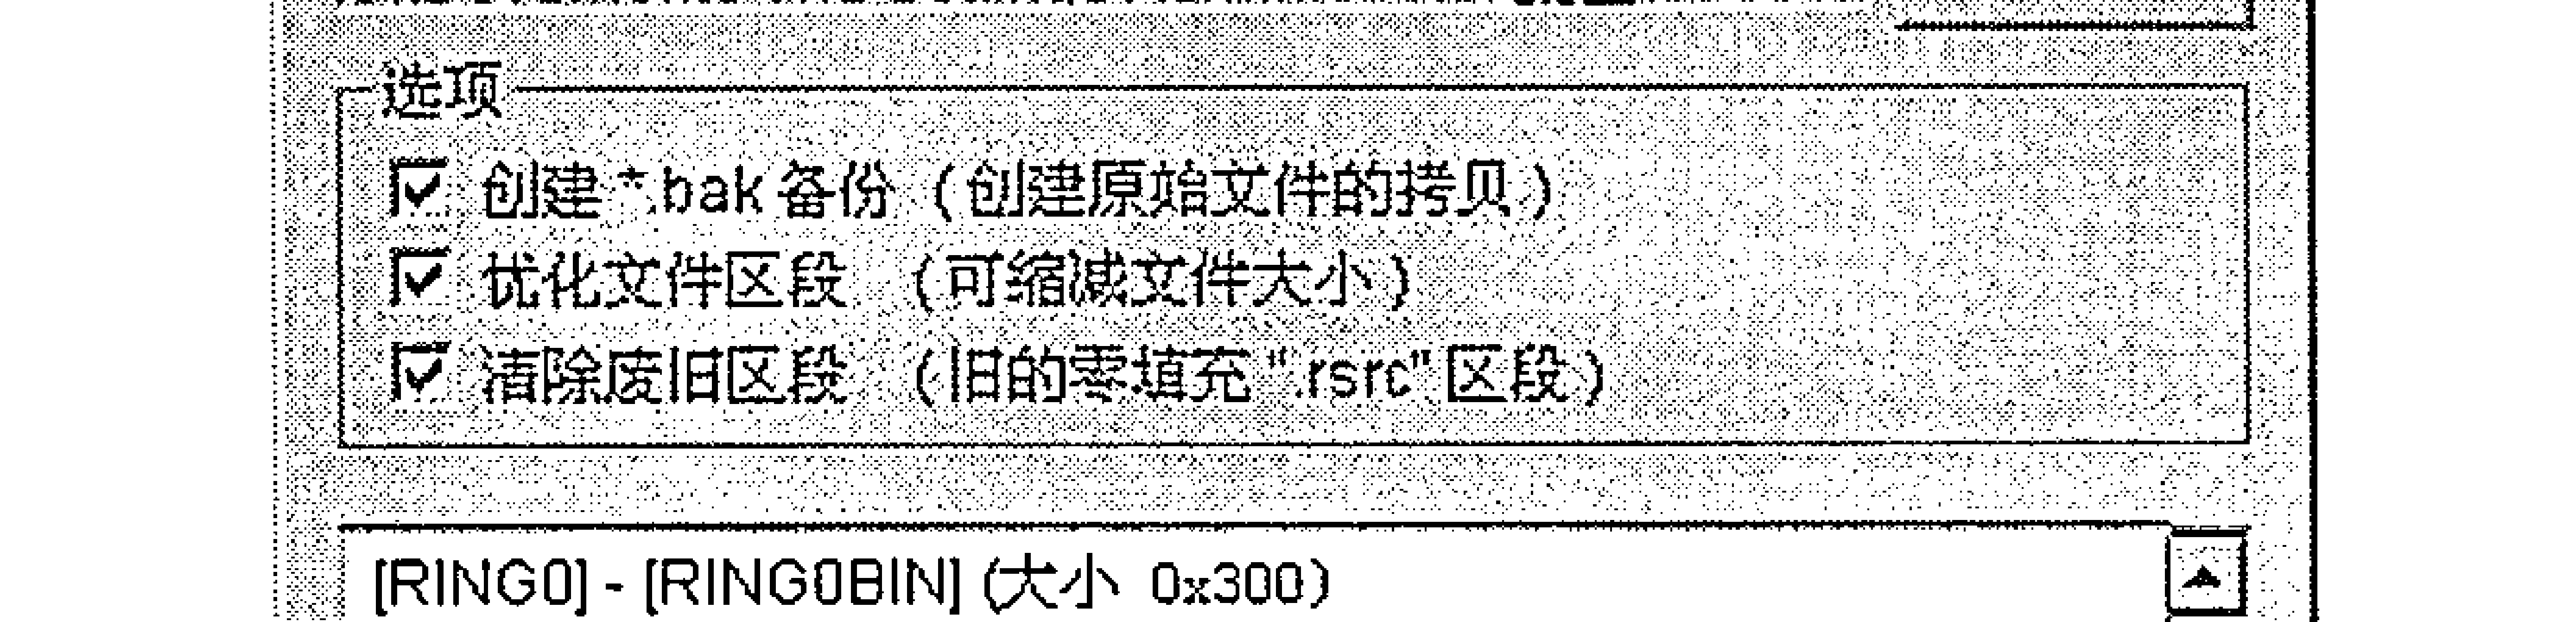 选项
创建 *.bak 备份 (创建原始文件的拷贝)
优化文件区段 (可缩减文件大小)
清除废旧区段 (旧的零填充 ".rsrc" 区段)
[RING0] - [RING0BIN] (大小 0x300)